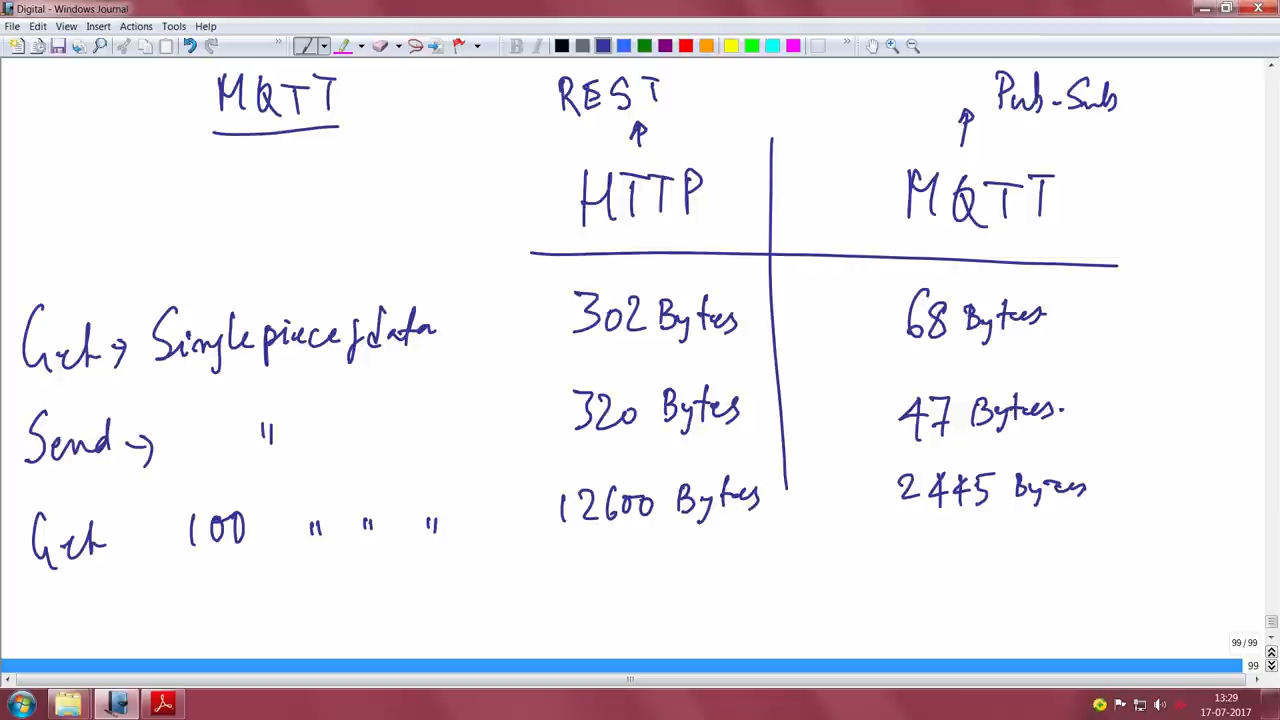 Digital - Windows Journal
File Edit View Insert Actions Tools Help
MQTT REST Pub-Sub
HTTP MQTT
Get → Single piece of data 302 Bytes 68 Bytes
Send → " 320 Bytes 47 Bytes.
Get 100 " " " 12600 Bytes 2445 Bytes
99 / 99
99
13:29
17-07-2017